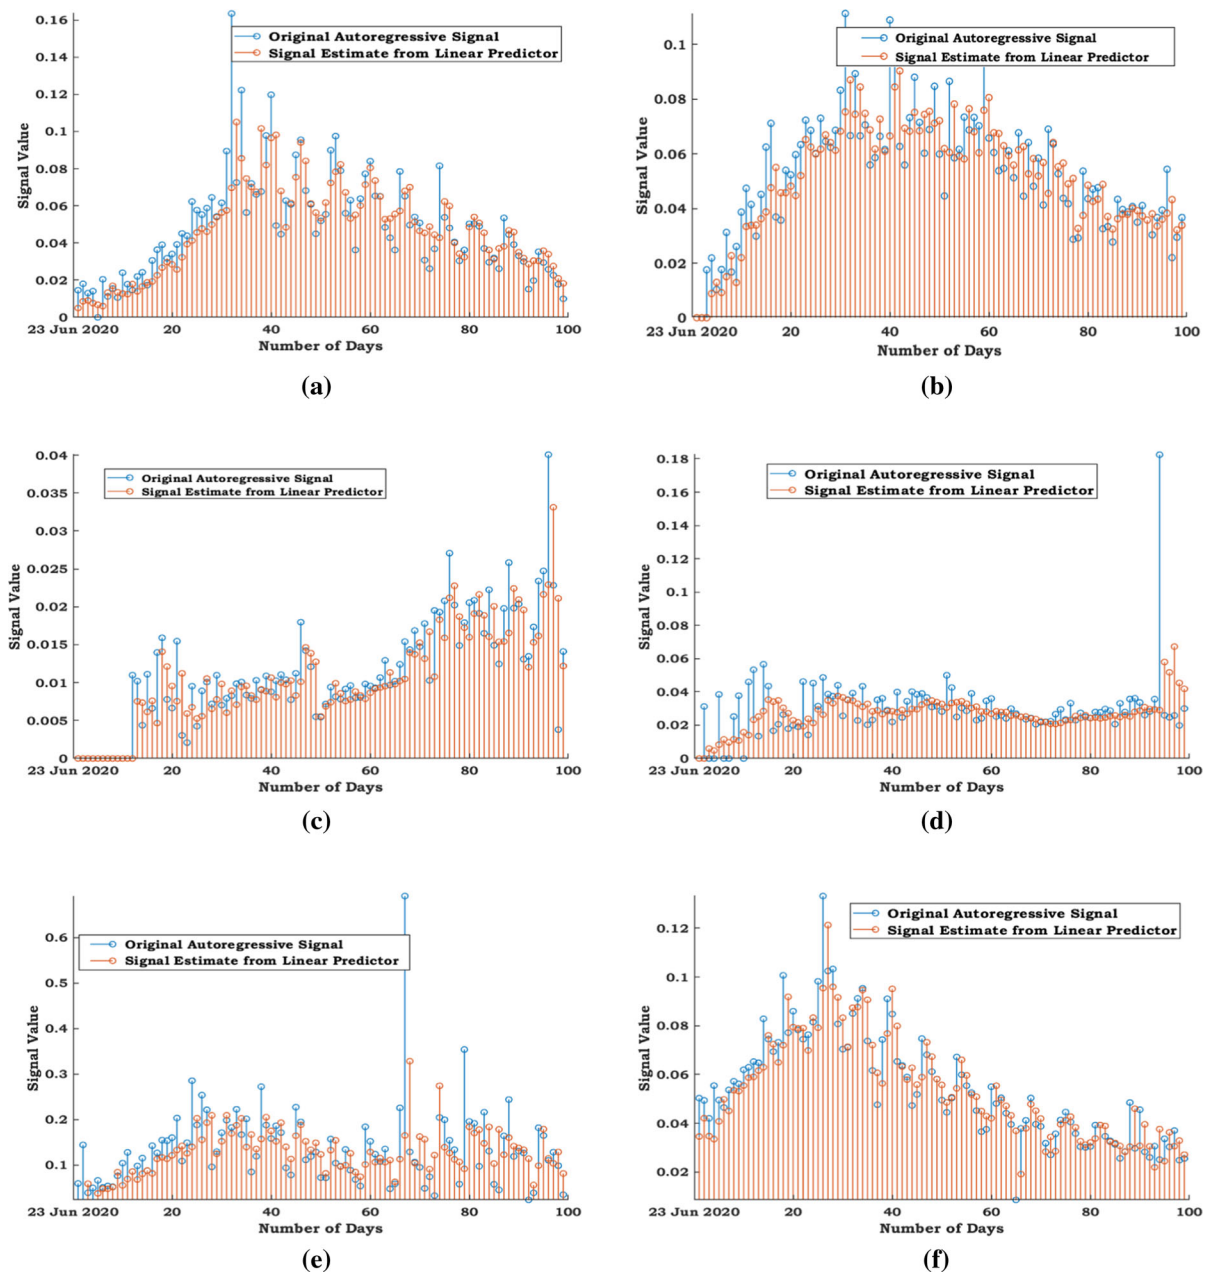 0.16
0.14
0.12
0.1
0.08
0.06
0.04
0.02
0
Signal Value
Original Autoregressive Signal
Signal Estimate from Linear Predictor
23 Jun 2020 20 40 60 80 100
Number of Days
(a)
0.1
0.08
0.06
0.04
0.02
0
Signal Value
Original Autoregressive Signal
Signal Estimate from Linear Predictor
23 Jun 2020 20 40 60 80 100
Number of Days
(b)
0.04
0.035
0.03
0.025
0.02
0.015
0.01
0.005
0
Signal Value
Original Autoregressive Signal
Signal Estimate from Linear Predictor
23 Jun 2020 20 40 60 80 100
Number of Days
(c)
0.18
0.16
0.14
0.12
0.1
0.08
0.06
0.04
0.02
0
Signal Value
Original Autoregressive Signal
Signal Estimate from Linear Predictor
23 Jun 2020 20 40 60 80 100
Number of Days
(d)
0.6
0.5
0.4
0.3
0.2
0.1
Signal Value
Original Autoregressive Signal
Signal Estimate from Linear Predictor
23 Jun 2020 20 40 60 80 100
Number of Days
(e)
0.12
0.1
0.08
0.06
0.04
0.02
Signal Value
Original Autoregressive Signal
Signal Estimate from Linear Predictor
23 Jun 2020 20 40 60 80 100
Number of Days
(f)